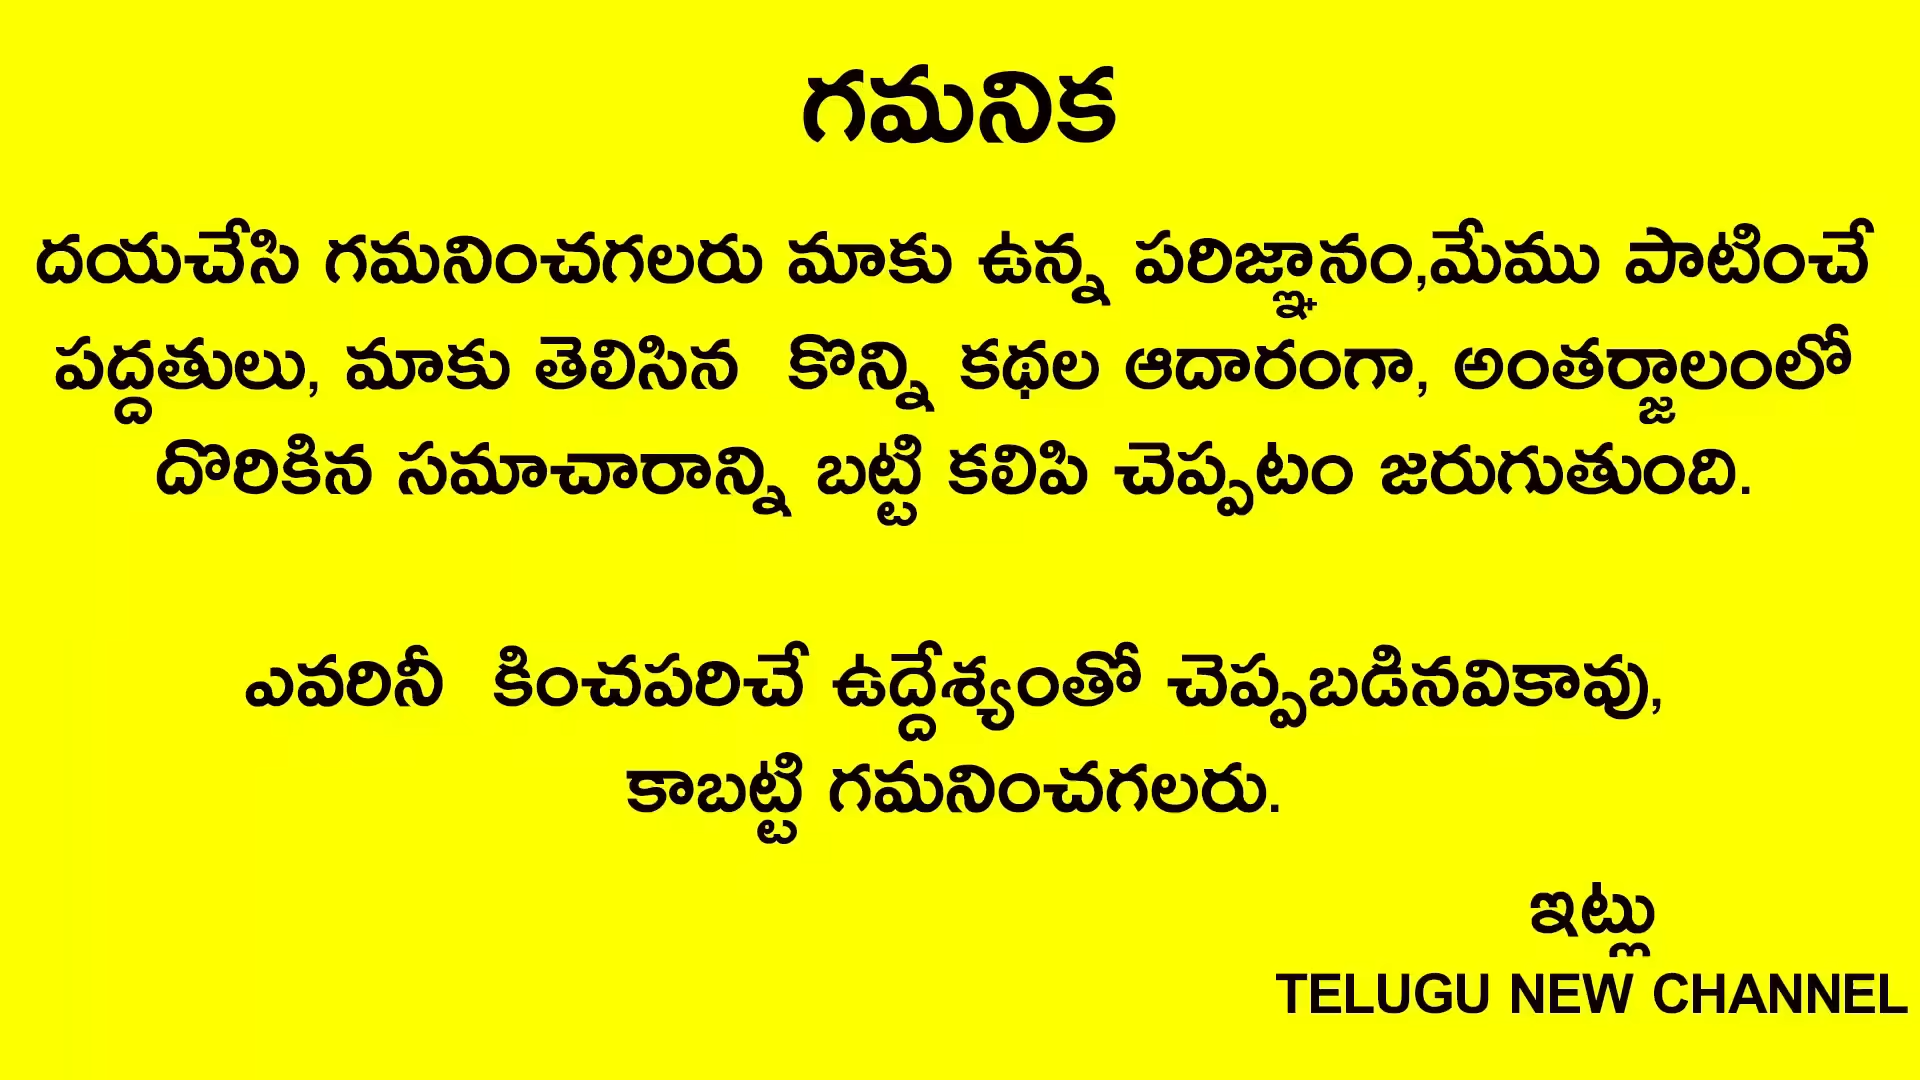 గమనిక
దయచేసి గమనించగలరు మాకు ఉన్న పరిజ్ఞానం,మేము పాటించే
పద్దతులు, మాకు తెలిసిన కొన్ని కథల ఆదారంగా, అంతర్జాలంలో
దొరికిన సమాచారాన్ని బట్టి కలిపి చెప్పటం జరుగుతుంది.
ఎవరినీ కించపరిచే ఉద్దేశ్యంతో చెప్పబడినవికావు,
కాబట్టి గమనించగలరు.
ఇట్లు
TELUGU NEW CHANNEL